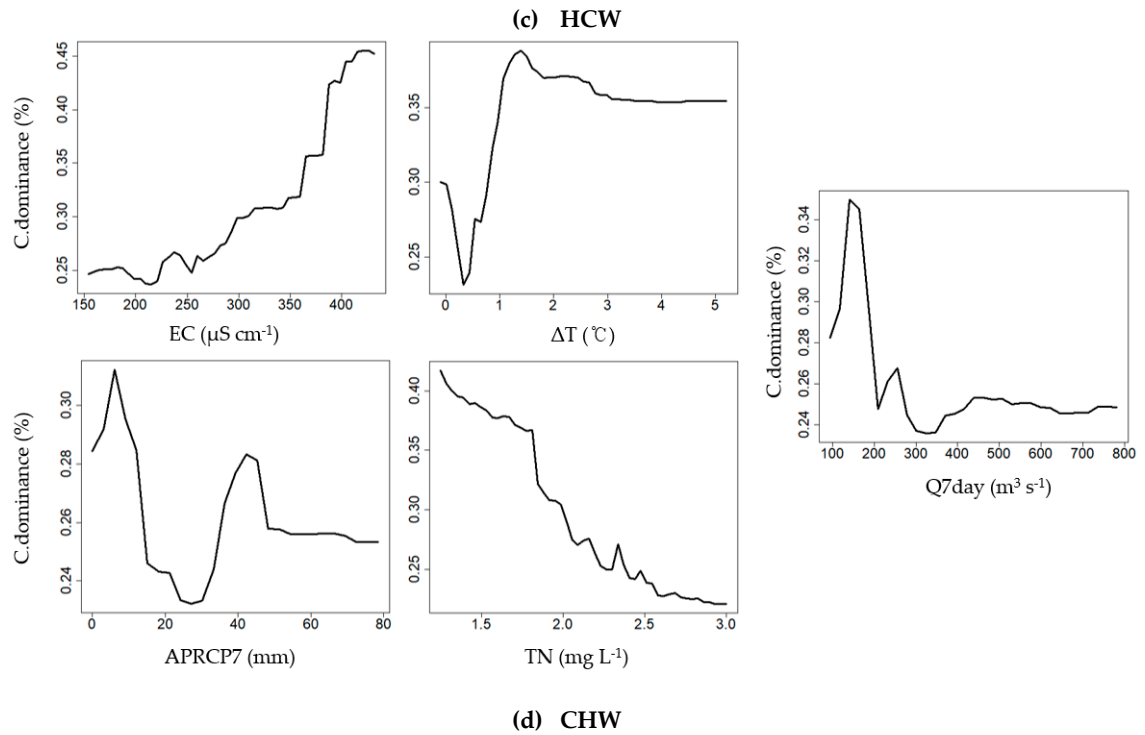 (c) HCW
C.dominance (%)
0.45
0.40
0.35
0.30
0.25
150 200 250 300 350 400
EC (µS cm⁻¹)
0.35
0.30
0.25
0 1 2 3 4 5
ΔT (℃)
C.dominance (%)
0.34
0.32
0.30
0.28
0.26
0.24
100 200 300 400 500 600 700 800
Q7day (m³ s⁻¹)
C.dominance (%)
0.30
0.28
0.26
0.24
0 20 40 60 80
APRCP7 (mm)
0.40
0.35
0.30
0.25
1.5 2.0 2.5 3.0
TN (mg L⁻¹)
(d) CHW